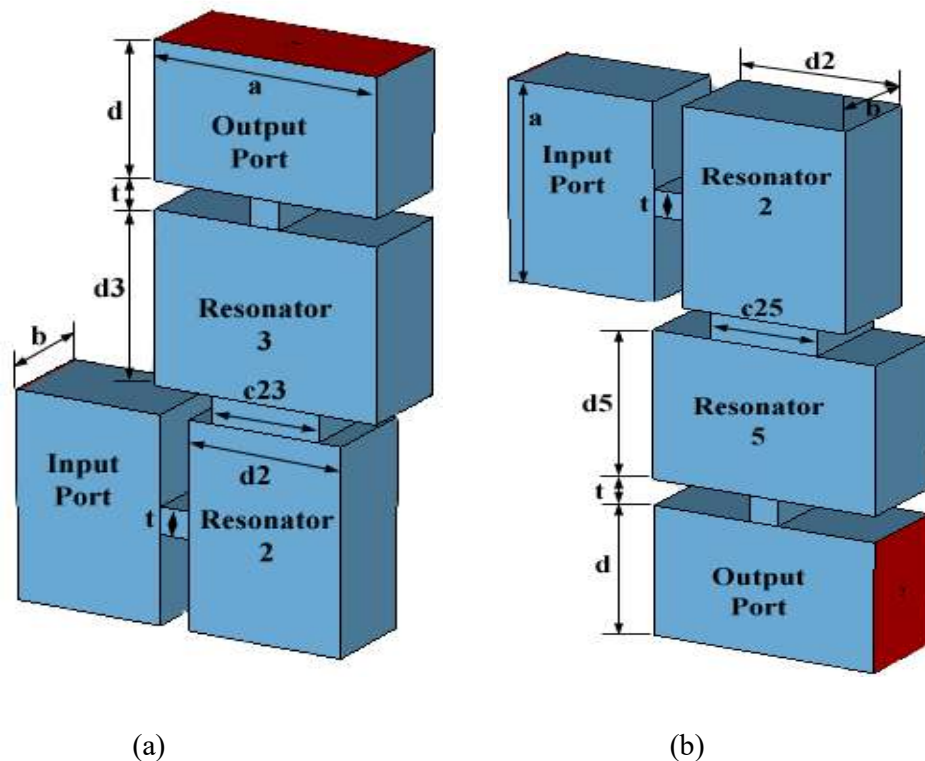 d
a
Output
Port
t
d3
Resonator
3
b
c23
Input
Port
d2
t
Resonator
2
(a)
d2
b
a
Input
Port
Resonator
2
t
c25
d5
Resonator
5
t
d
Output
Port
(b)